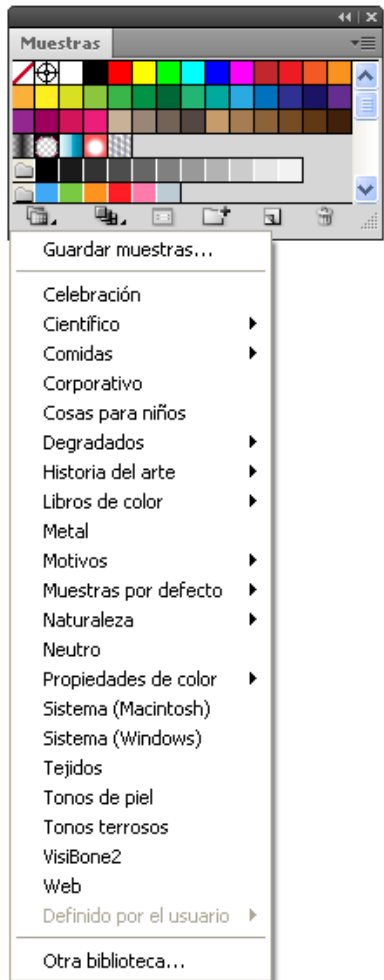 Muestras
Guardar muestras...
Celebración
Científico
Comidas
Corporativo
Cosas para niños
Degradados
Historia del arte
Libros de color
Metal
Motivos
Muestras por defecto
Naturaleza
Neutro
Propiedades de color
Sistema (Macintosh)
Sistema (Windows)
Tejidos
Tonos de piel
Tonos terrosos
VisiBone2
Web
Definido por el usuario
Otra biblioteca...